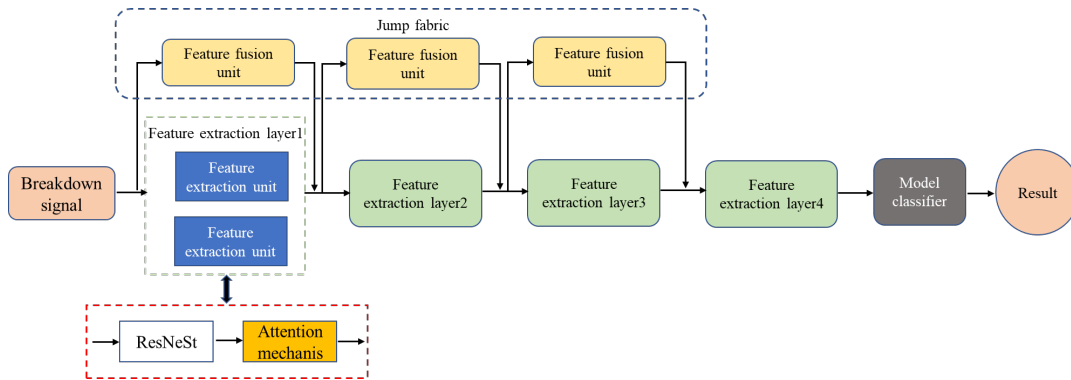 Jump fabric
Feature fusion
unit
Feature fusion
unit
Feature fusion
unit
Feature extraction layer1
Feature
extraction unit
Feature
extraction unit
Breakdown
signal
Feature
extraction layer2
Feature
extraction layer3
Feature
extraction layer4
Model
classifier
Result
ResNeSt
Attention
mechanis